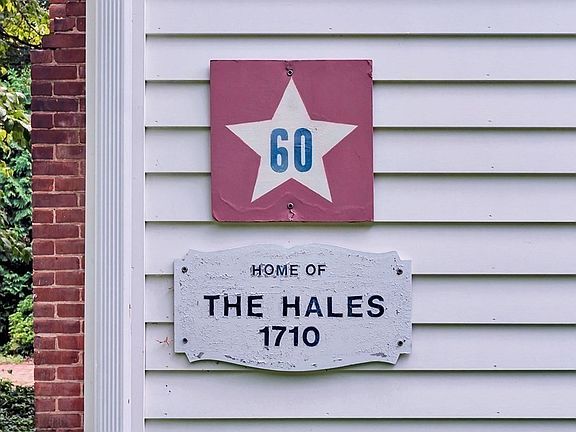 60
HOME OF
THE HALES
1710